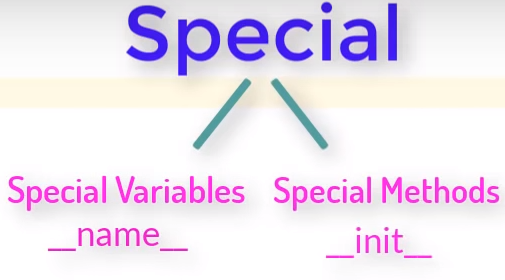 Special
Special Variables
__name__
Special Methods
__init__